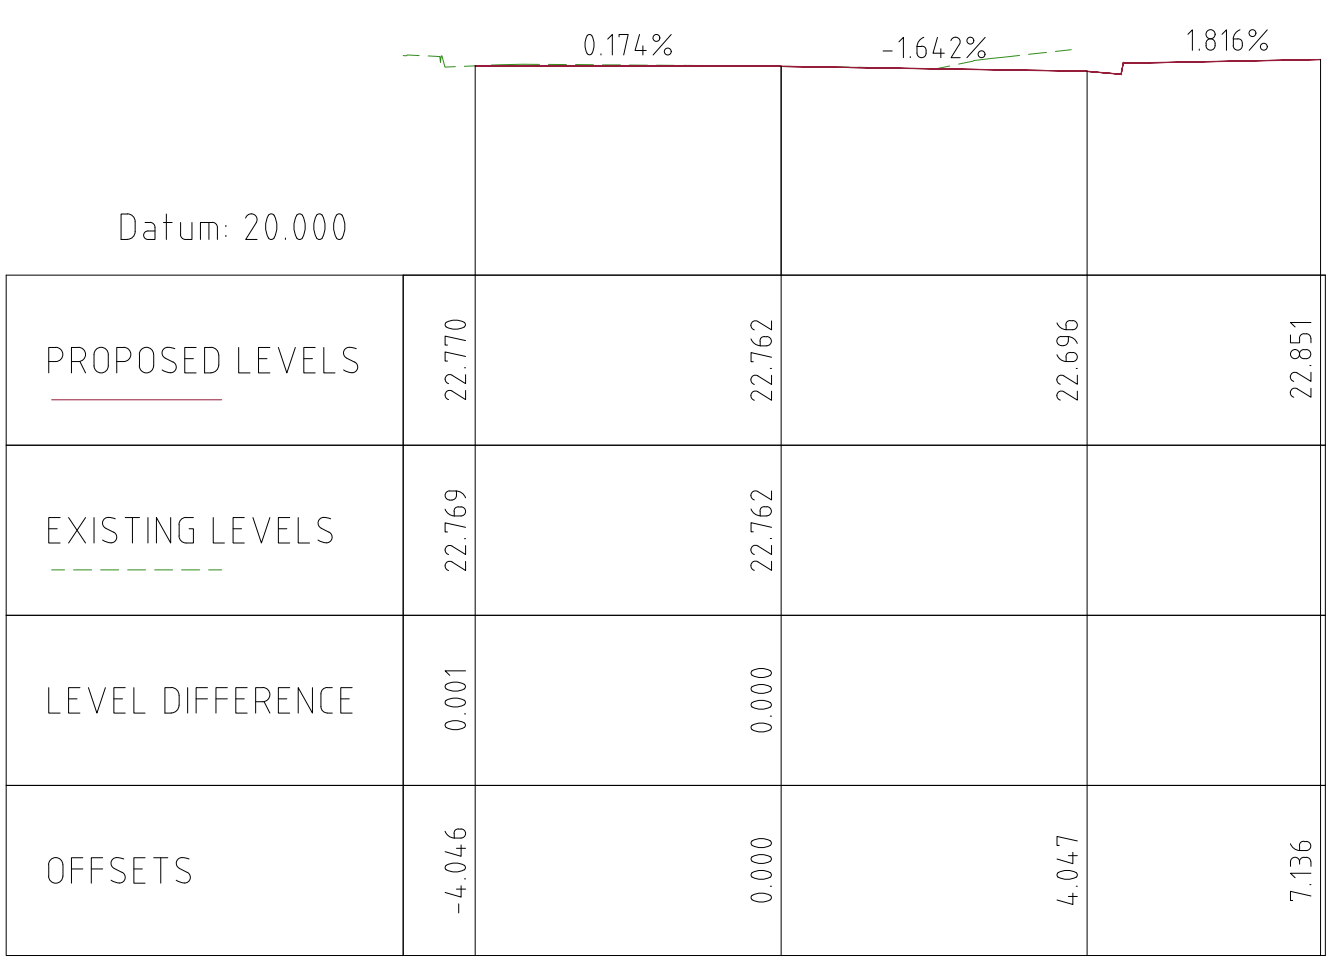 0.174% -1.642% 1.816%
Datum: 20.000
PROPOSED LEVELS 22.770 22.762 22.696 22.851
EXISTING LEVELS 22.769 22.762
LEVEL DIFFERENCE 0.001 0.000
OFFSETS -4.046 0.000 4.047 7.136